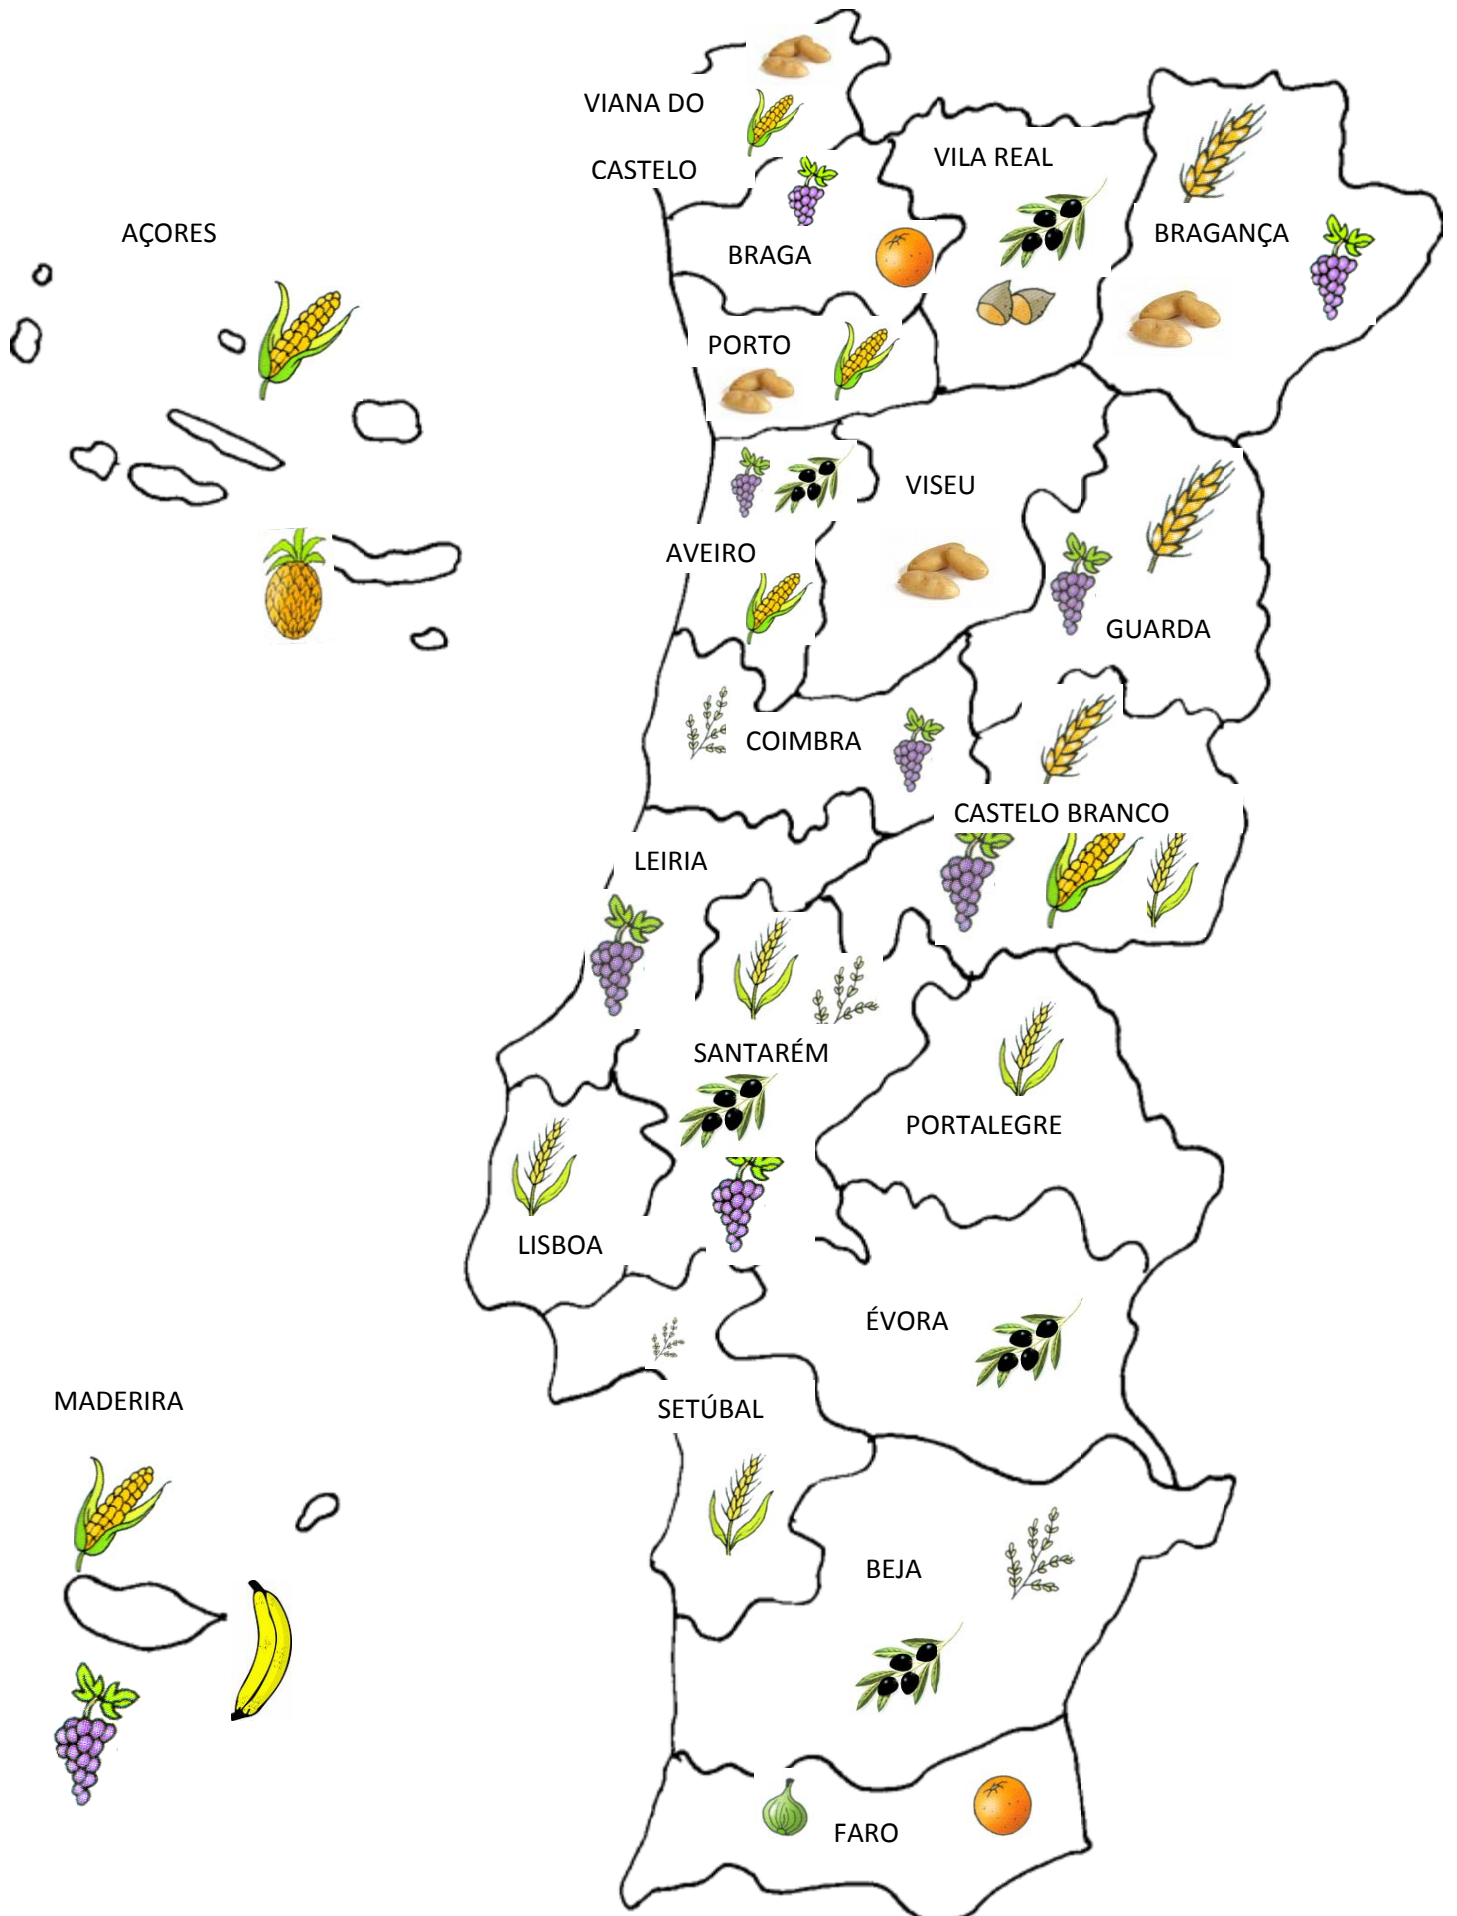 VIANA DO
CASTELO
VILA REAL
BRAGANÇA
AÇORES
BRAGA
PORTO
VISEU
AVEIRO
GUARDA
COIMBRA
CASTELO BRANCO
LEIRIA
SANTARÉM
PORTALEGRE
LISBOA
ÉVORA
MADERIRA
SETÚBAL
BEJA
FARO